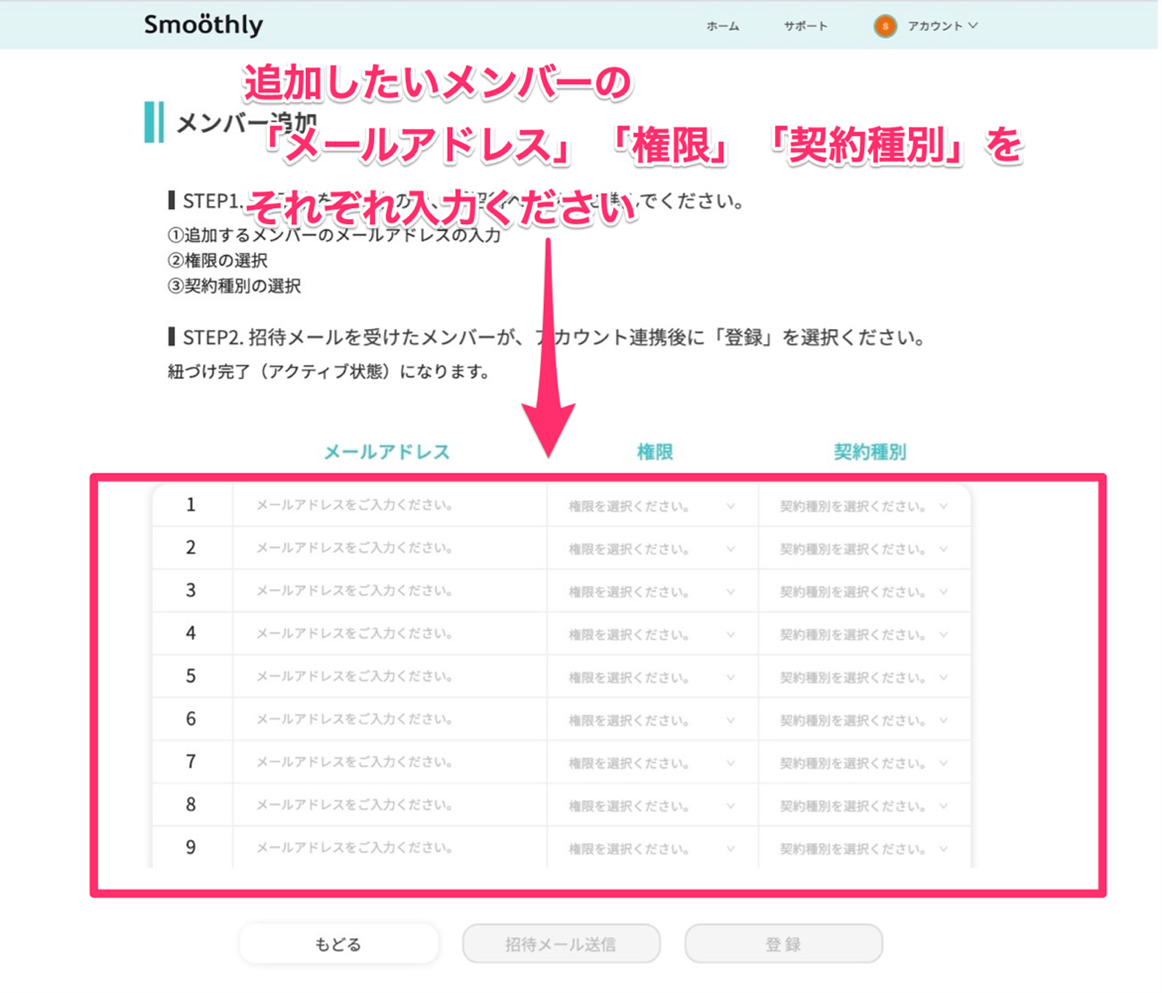 Smoöthly
ホーム サポート S アカウント
追加したいメンバーの
メンバー追加
「メールアドレス」「権限」「契約種別」を
STEP1. でください。
それぞれ入力ください
①追加するメンバーのメールアドレスの入力
②権限の選択
③契約種別の選択
STEP2. 招待メールを受けたメンバーが、アカウント連携後に「登録」を選択ください。
紐づけ完了（アクティブ状態）になります。
メールアドレス 権限 契約種別
1 メールアドレスをご入力ください。 権限を選択ください。 契約種別を選択ください。
2 メールアドレスをご入力ください。 権限を選択ください。 契約種別を選択ください。
3 メールアドレスをご入力ください。 権限を選択ください。 契約種別を選択ください。
4 メールアドレスをご入力ください。 権限を選択ください。 契約種別を選択ください。
5 メールアドレスをご入力ください。 権限を選択ください。 契約種別を選択ください。
6 メールアドレスをご入力ください。 権限を選択ください。 契約種別を選択ください。
7 メールアドレスをご入力ください。 権限を選択ください。 契約種別を選択ください。
8 メールアドレスをご入力ください。 権限を選択ください。 契約種別を選択ください。
9 メールアドレスをご入力ください。 権限を選択ください。 契約種別を選択ください。
もどる 招待メール送信 登録